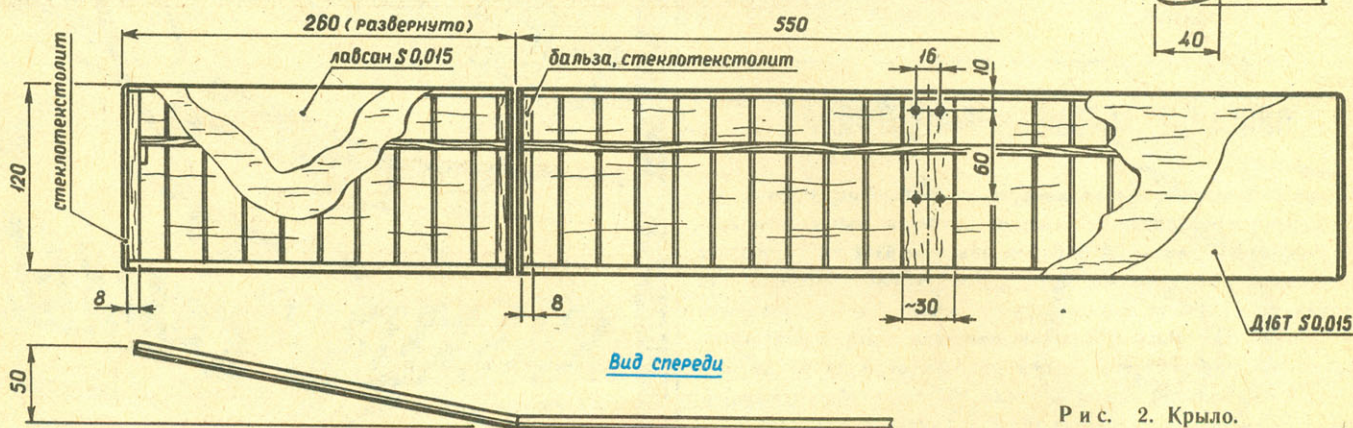 40
260 (развернуто)
550
лавсан S 0,015
бальза, стеклотекстолит
16
10
60
120
стеклотекстолит
8
8
~30
Д16Т S0,015
50
Вид спереди
Рис. 2. Крыло.